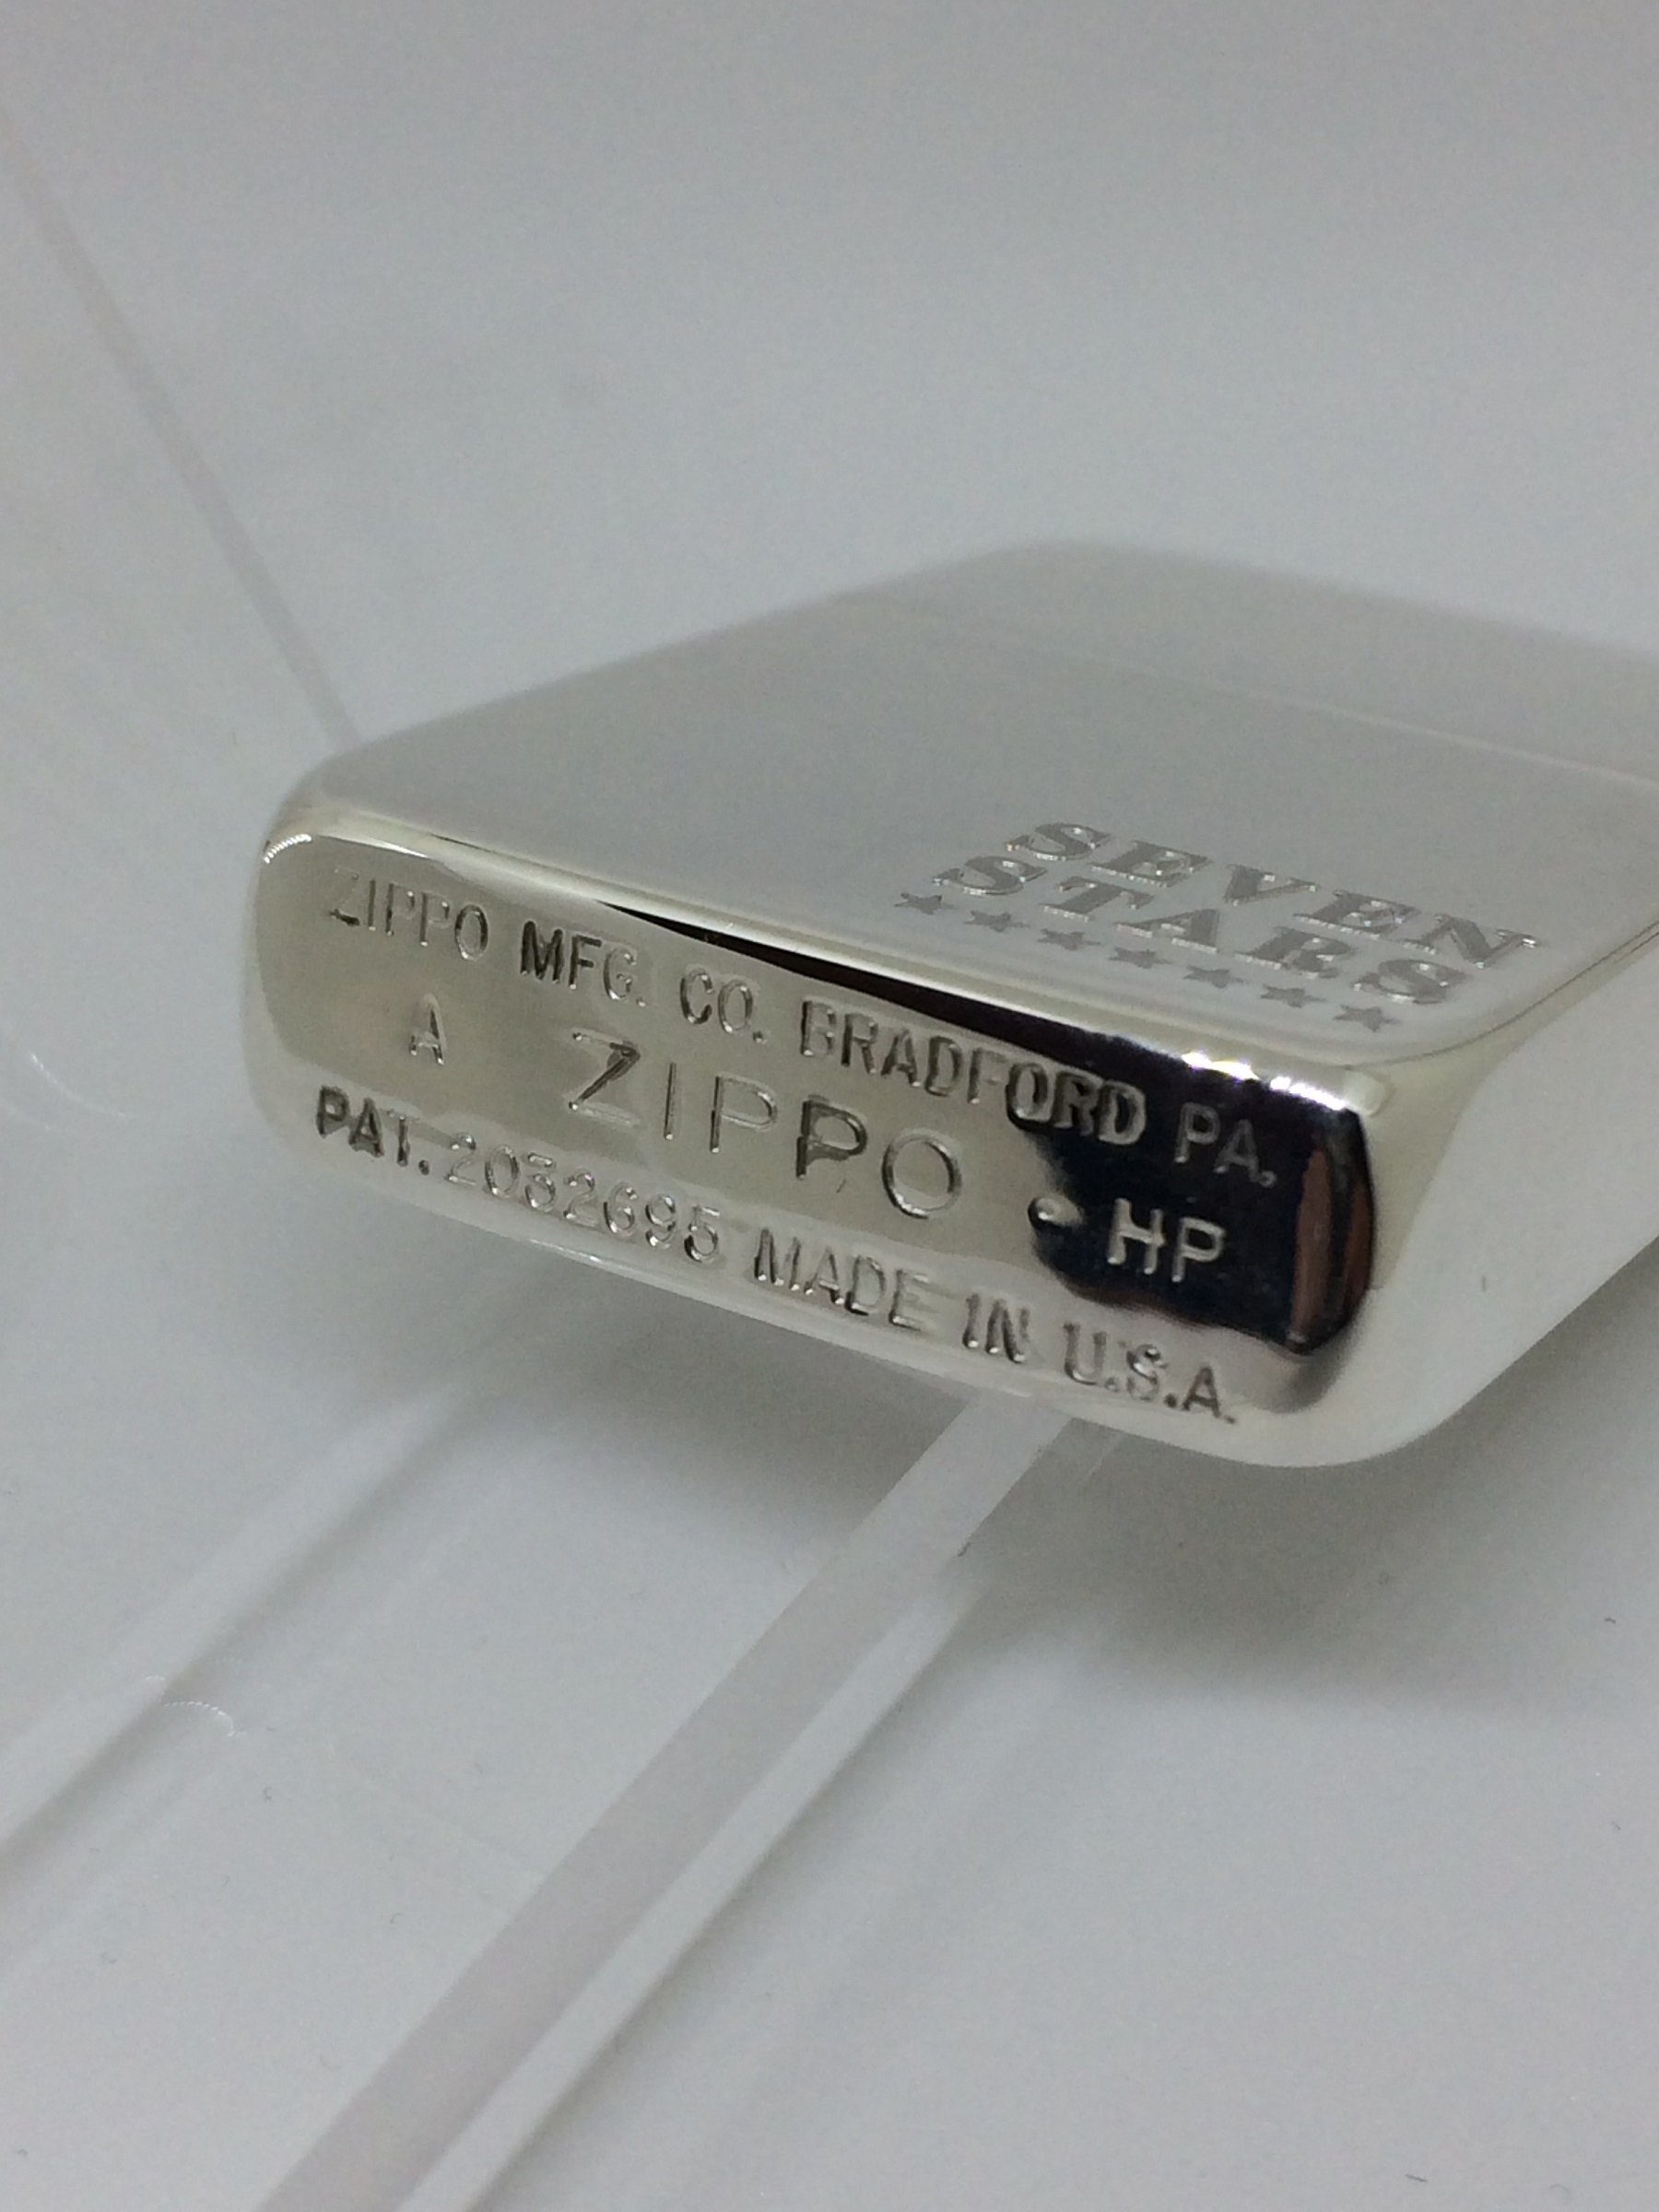 SEVEN
STARS
★★★★★★★
ZIPPO MFG. CO. BRADFORD PA.
A ZIPPO • HP
PAT. 2032695 MADE IN U.S.A.